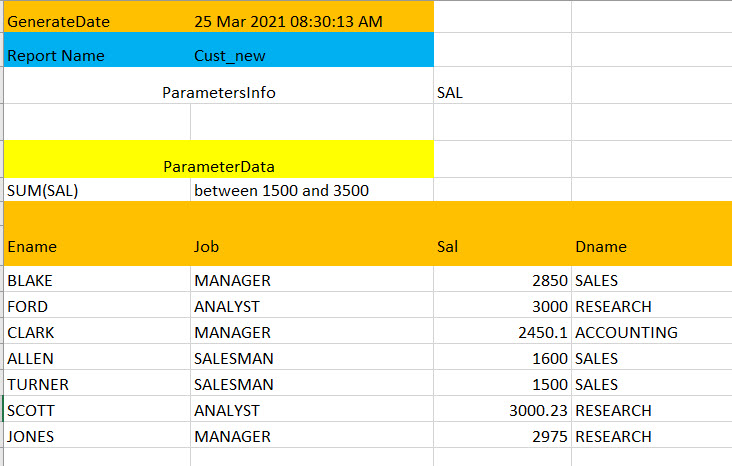 GenerateDate 25 Mar 2021 08:30:13 AM
Report Name Cust_new
ParametersInfo SAL
ParameterData
SUM(SAL) between 1500 and 3500
Ename Job Sal Dname
BLAKE MANAGER 2850 SALES
FORD ANALYST 3000 RESEARCH
CLARK MANAGER 2450.1 ACCOUNTING
ALLEN SALESMAN 1600 SALES
TURNER SALESMAN 1500 SALES
SCOTT ANALYST 3000.23 RESEARCH
JONES MANAGER 2975 RESEARCH